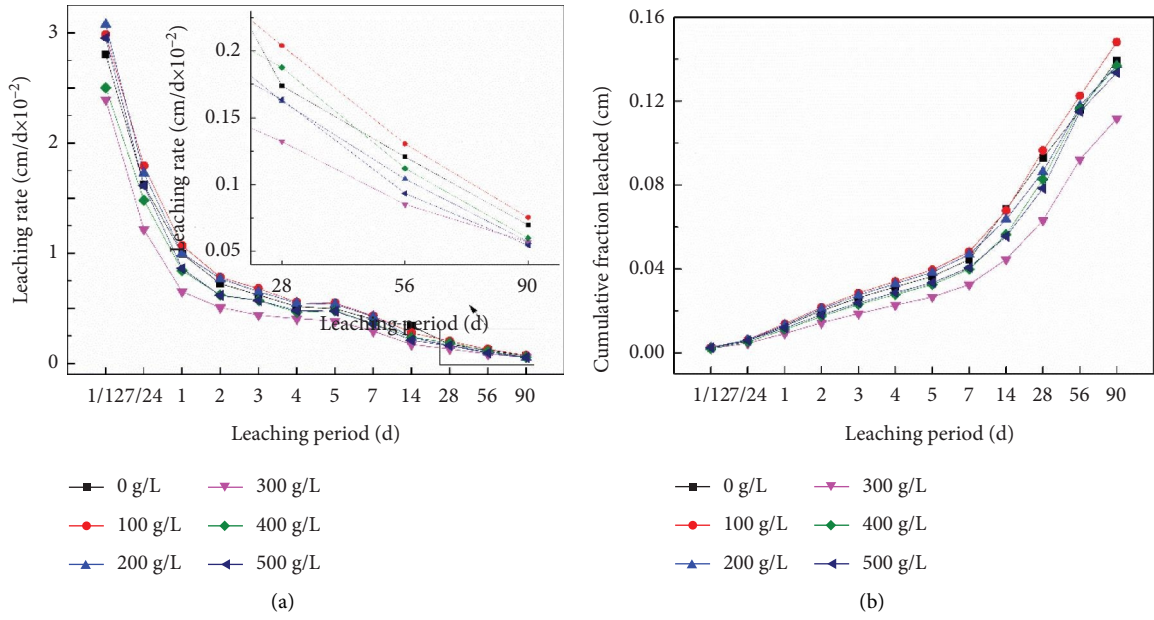 3
2
1
0
Leaching rate (cm/d×10⁻²)
0.2
0.15
0.1
0.05
Leaching rate (cm/d×10⁻²)
28 56 90
Leaching period (d)
1/12 7/24 1 2 3 4 5 7 14 28 56 90
Leaching period (d)
0 g/L 300 g/L
100 g/L 400 g/L
200 g/L 500 g/L
(a)
0.16
0.12
0.08
0.04
0.00
Cumulative fraction leached (cm)
1/12 7/24 1 2 3 4 5 7 14 28 56 90
Leaching period (d)
0 g/L 300 g/L
100 g/L 400 g/L
200 g/L 500 g/L
(b)